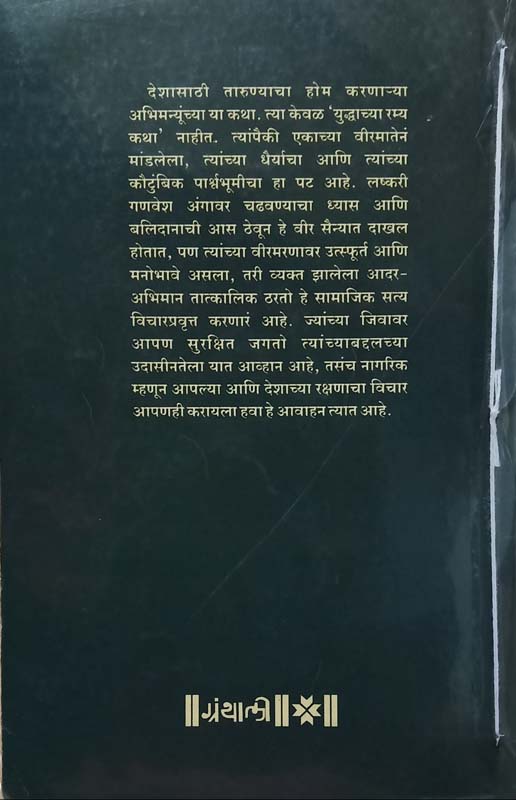 देशासाठी तारुण्याचा होम करणाऱ्या
अभिमन्यूंच्या या कथा. त्या केवळ ‘युद्धाच्या रम्य
कथा’ नाहीत. त्यांपैकी एकाच्या वीरमातेनं
मांडलेला, त्यांच्या धैर्याचा आणि त्यांच्या
कौटुंबिक पार्श्वभूमीचा हा पट आहे. लष्करी
गणवेश अंगावर चढवण्याचा ध्यास आणि
बलिदानाची आस ठेवून हे वीर सैन्यात दाखल
होतात, पण त्यांच्या वीरमरणावर उत्स्फूर्त आणि
मनोभावे असला, तरी व्यक्त झालेला आदर-
अभिमान तात्कालिक ठरतो हे सामाजिक सत्य
विचारप्रवृत्त करणारं आहे. ज्यांच्या जिवावर
आपण सुरक्षित जगतो त्यांच्याबद्दलच्या
उदासीनतेला यात आव्हान आहे, तसंच नागरिक
म्हणून आपल्या आणि देशाच्या रक्षणाचा विचार
आपणही करायला हवा हे आवाहन त्यात आहे.
॥ग्रंथाली॥